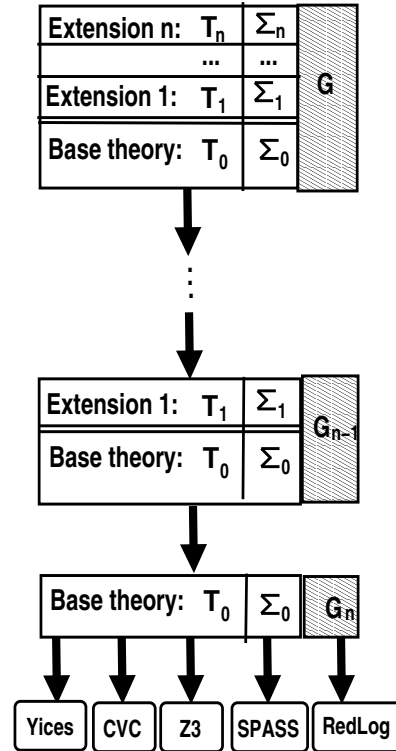 Extension n: Tn Σn
... ...
Extension 1: T1 Σ1
G
Base theory: T0 Σ0
⋮
Extension 1: T1 Σ1
Gn−1
Base theory: T0 Σ0
Base theory: T0 Σ0 Gn
Yices CVC Z3 SPASS RedLog